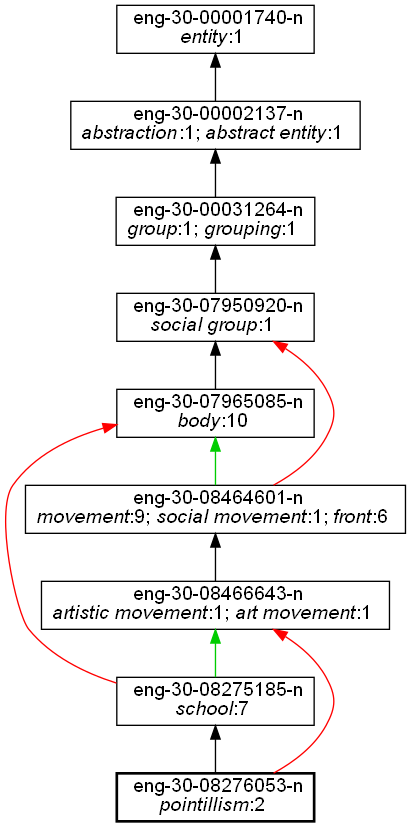 eng-30-00001740-n
entity:1
eng-30-00002137-n
abstraction:1; abstract entity:1
eng-30-00031264-n
group:1; grouping:1
eng-30-07950920-n
social group:1
eng-30-07965085-n
body:10
eng-30-08464601-n
movement:9; social movement:1; front:6
eng-30-08466643-n
artistic movement:1; art movement:1
eng-30-08275185-n
school:7
eng-30-08276053-n
pointillism:2